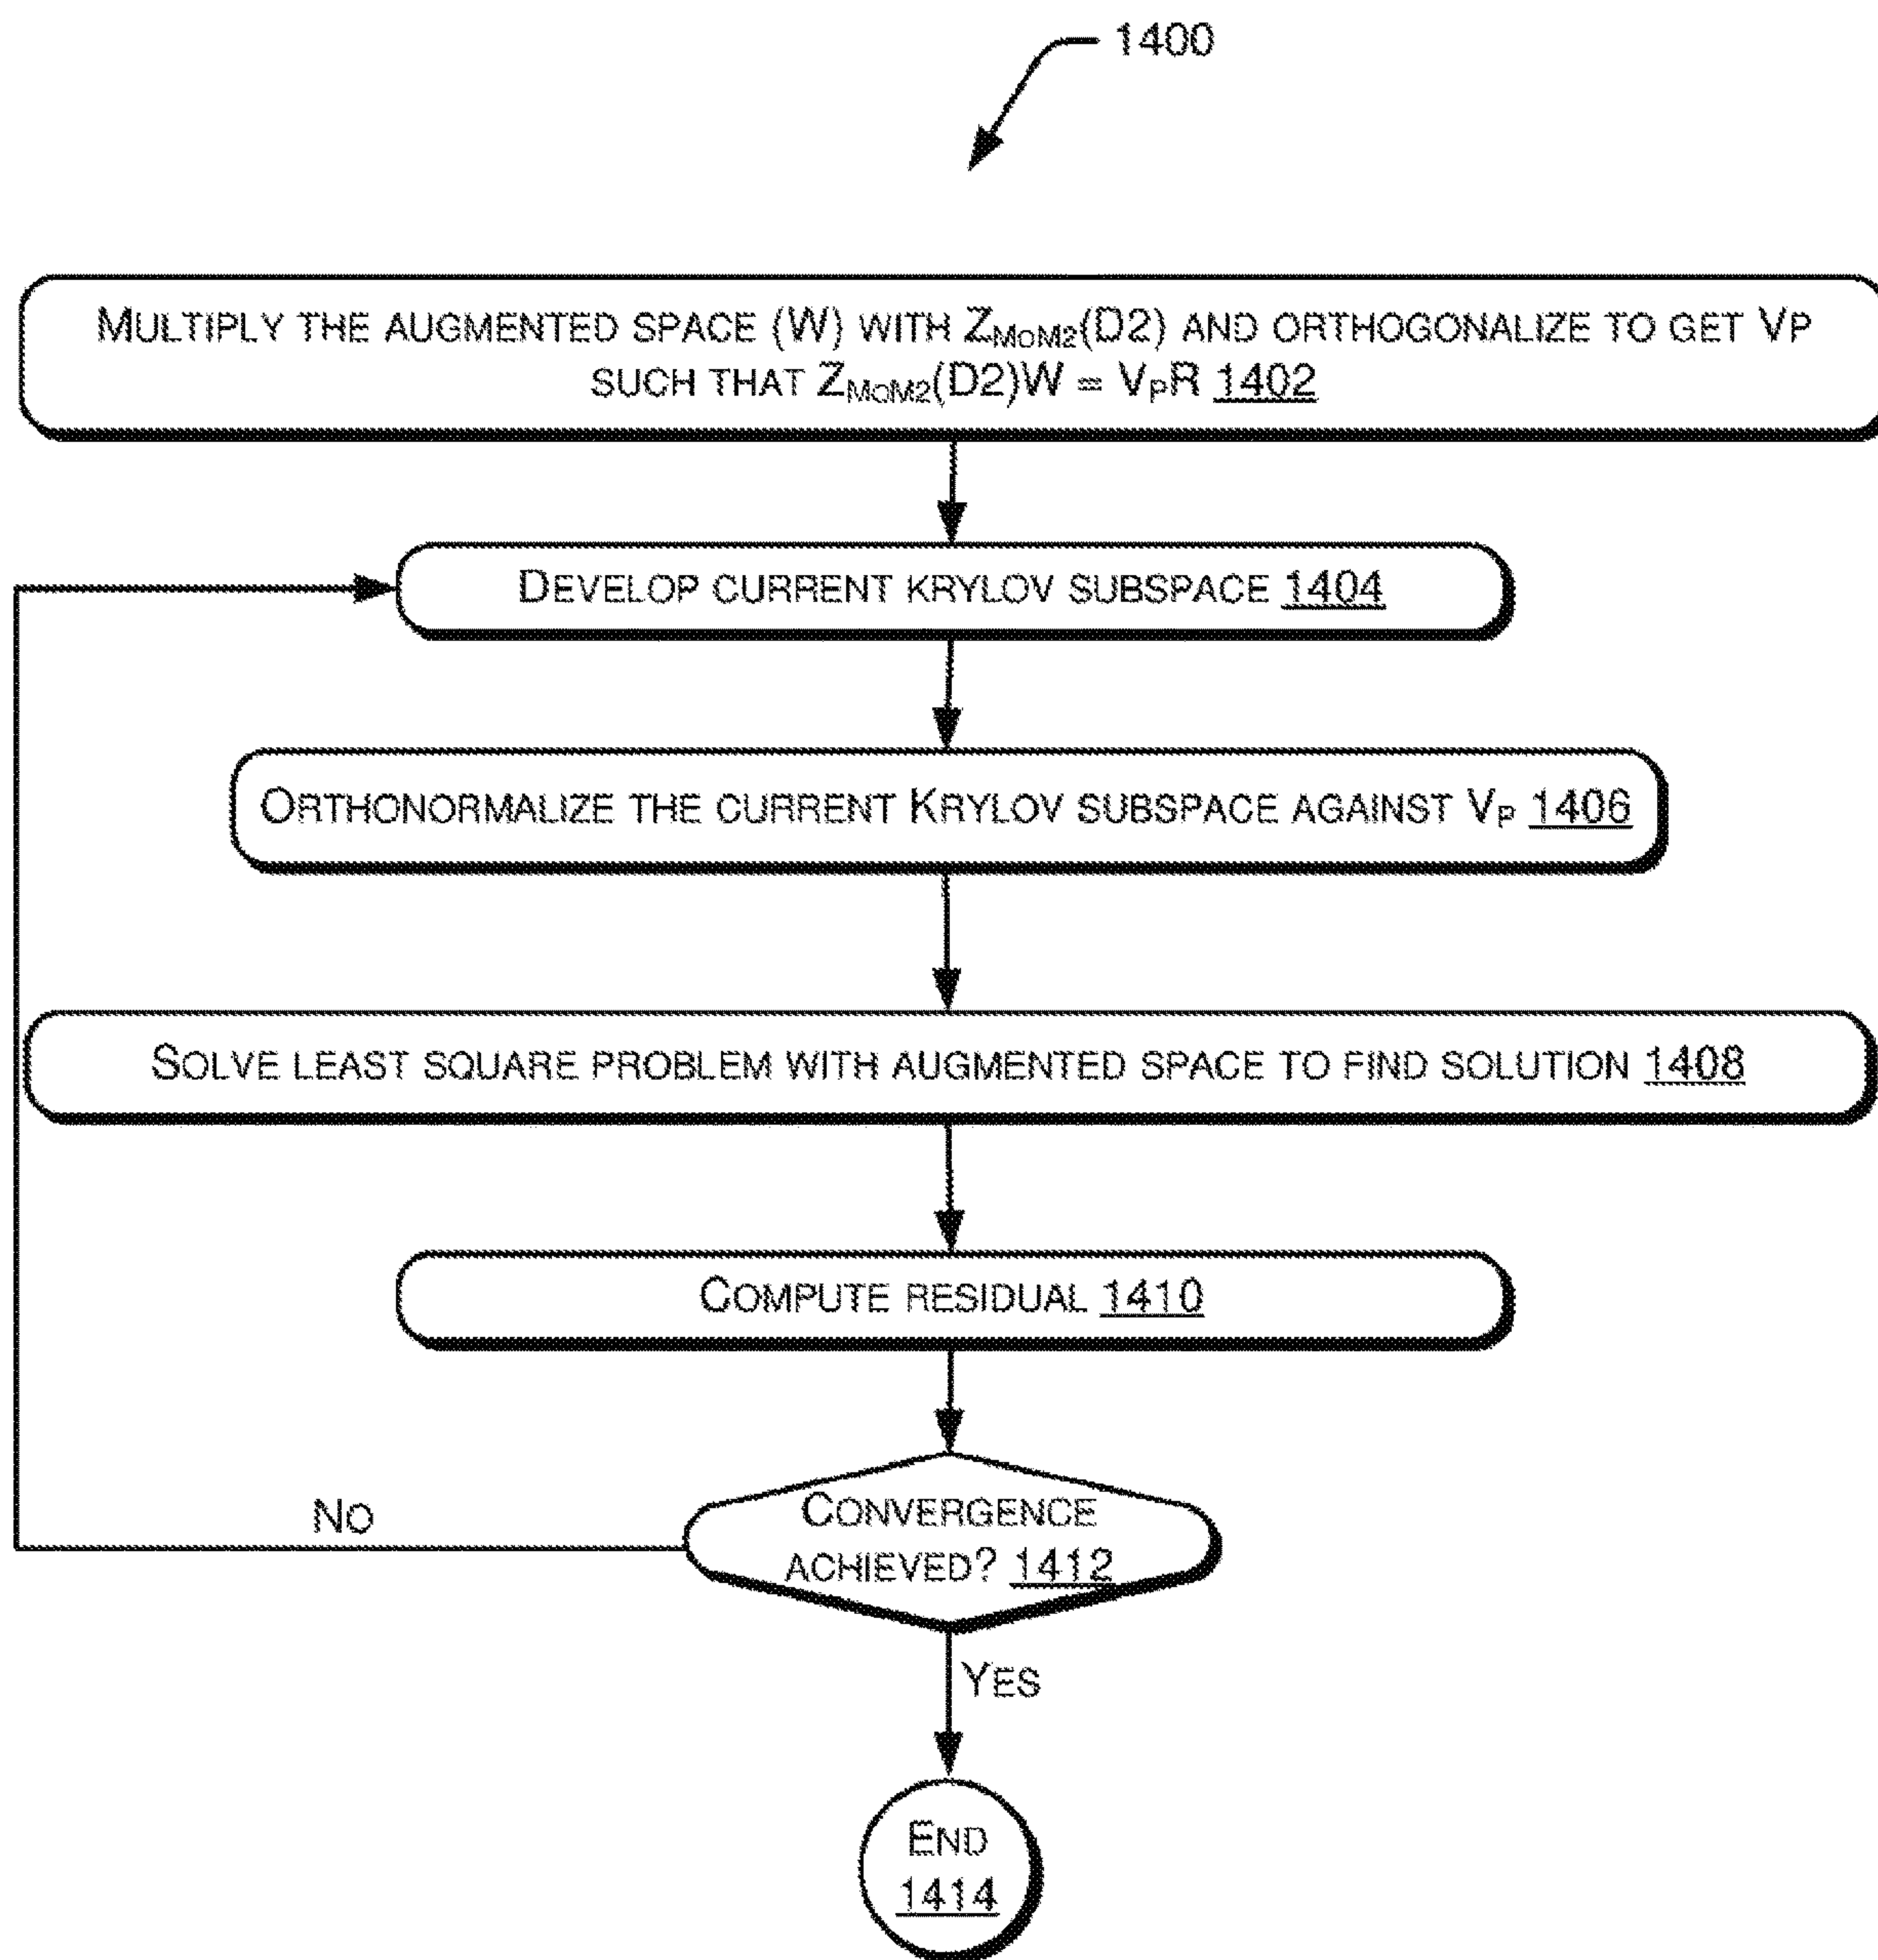 1400
MULTIPLY THE AUGMENTED SPACE (W) WITH ZMOM2(D2) AND ORTHOGONALIZE TO GET VP
SUCH THAT ZMOM2(D2)W = VPR 1402
DEVELOP CURRENT KRYLOV SUBSPACE 1404
ORTHONORMALIZE THE CURRENT KRYLOV SUBSPACE AGAINST VP 1406
SOLVE LEAST SQUARE PROBLEM WITH AUGMENTED SPACE TO FIND SOLUTION 1408
COMPUTE RESIDUAL 1410
CONVERGENCE
ACHIEVED? 1412
NO
YES
END
1414